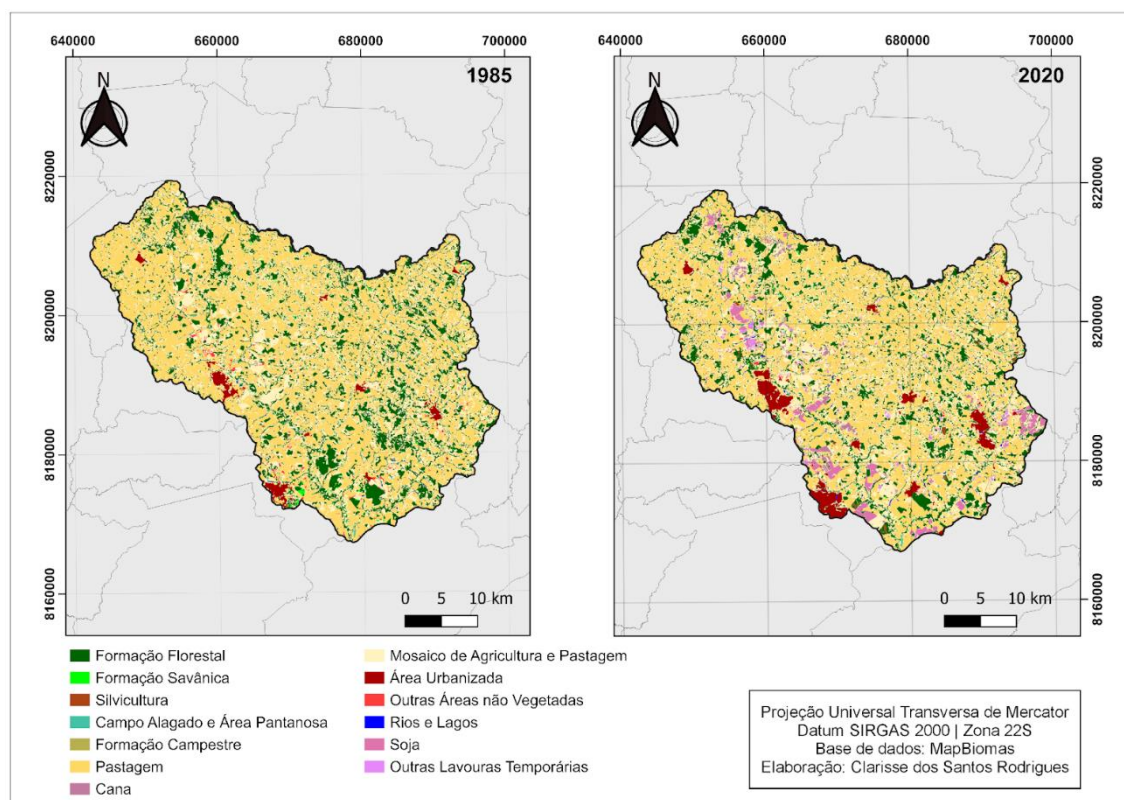 640000 660000 680000 700000
N
1985
8220000
8200000
8180000
8160000
0 5 10 km
640000 660000 680000 700000
N
2020
8220000
8200000
8180000
8160000
0 5 10 km
Formação Florestal
Formação Savânica
Silvicultura
Campo Alagado e Área Pantanosa
Formação Campestre
Pastagem
Cana
Mosaico de Agricultura e Pastagem
Área Urbanizada
Outras Áreas não Vegetadas
Rios e Lagos
Soja
Outras Lavouras Temporárias
Projeção Universal Transversa de Mercator
Datum SIRGAS 2000 | Zona 22S
Base de dados: MapBiomas
Elaboração: Clarisse dos Santos Rodrigues